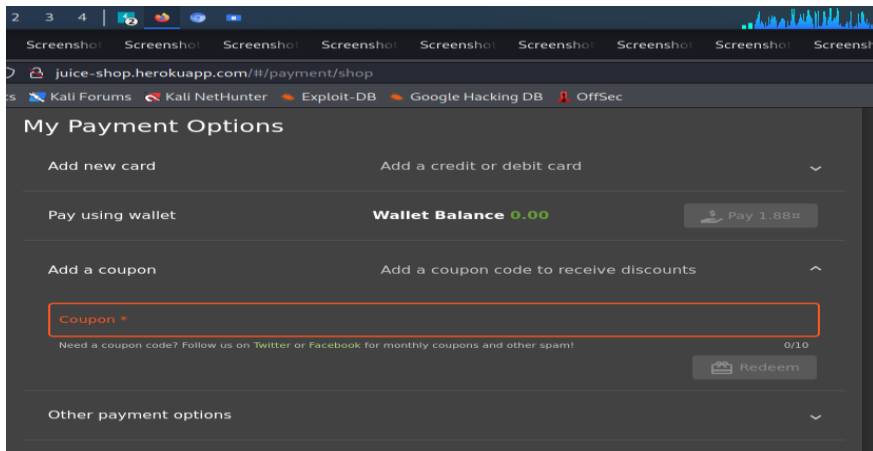 2 3 4 2
Screenshot Screenshot Screenshot Screenshot Screenshot Screenshot Screenshot Screenshot Screensh
juice-shop.herokuapp.com/#/payment/shop
ts Kali Forums Kali NetHunter Exploit-DB Google Hacking DB OffSec
My Payment Options
Add new card Add a credit or debit card
Pay using wallet Wallet Balance 0.00 Pay 1.88¤
Add a coupon Add a coupon code to receive discounts
Coupon *
Need a coupon code? Follow us on Twitter or Facebook for monthly coupons and other spam! 0/10
Redeem
Other payment options